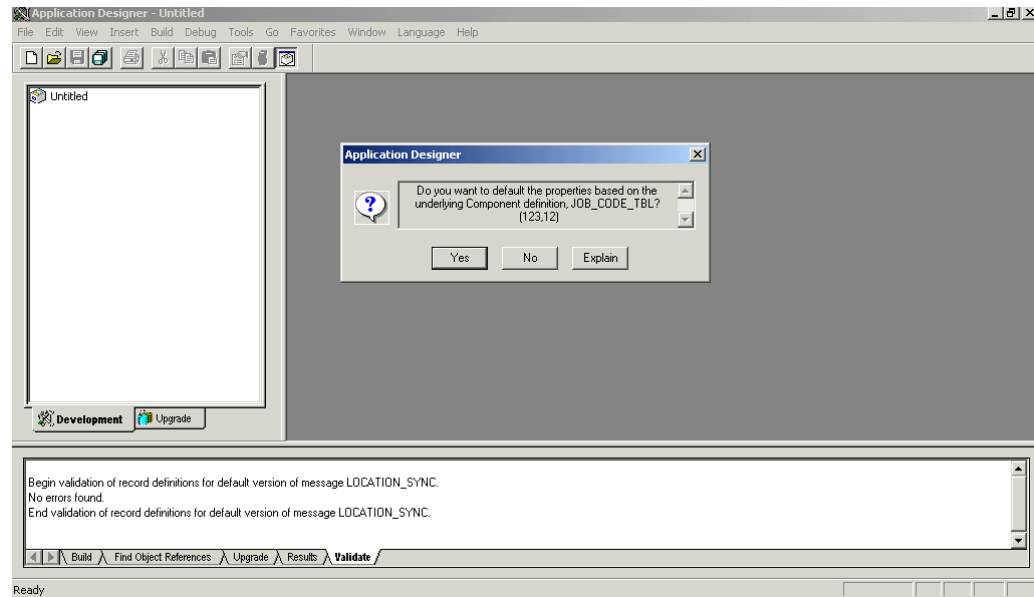 Application Designer - Untitled
File Edit View Insert Build Debug Tools Go Favorites Window Language Help
Untitled
Application Designer
Do you want to default the properties based on the
underlying Component definition, JOB_CODE_TBL?
(123,12)
Yes No Explain
Development Upgrade
Begin validation of record definitions for default version of message LOCATION_SYNC.
No errors found.
End validation of record definitions for default version of message LOCATION_SYNC.
Build Find Object References Upgrade Results Validate
Ready